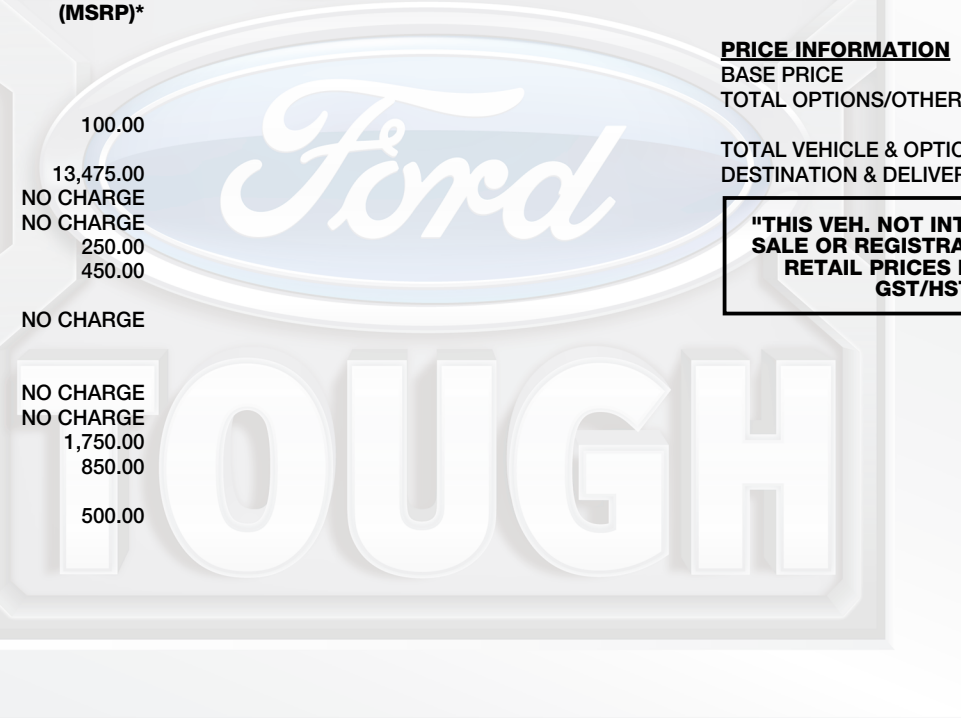 (MSRP)*
100.00
13,475.00
NO CHARGE
NO CHARGE
250.00
450.00
NO CHARGE
NO CHARGE
NO CHARGE
1,750.00
850.00
500.00
PRICE INFORMATION
BASE PRICE
TOTAL OPTIONS/OTHER
TOTAL VEHICLE & OPTIO
DESTINATION & DELIVER
"THIS VEH. NOT INT
SALE OR REGISTRA
RETAIL PRICES
GST/HST
Ford
TOUGH